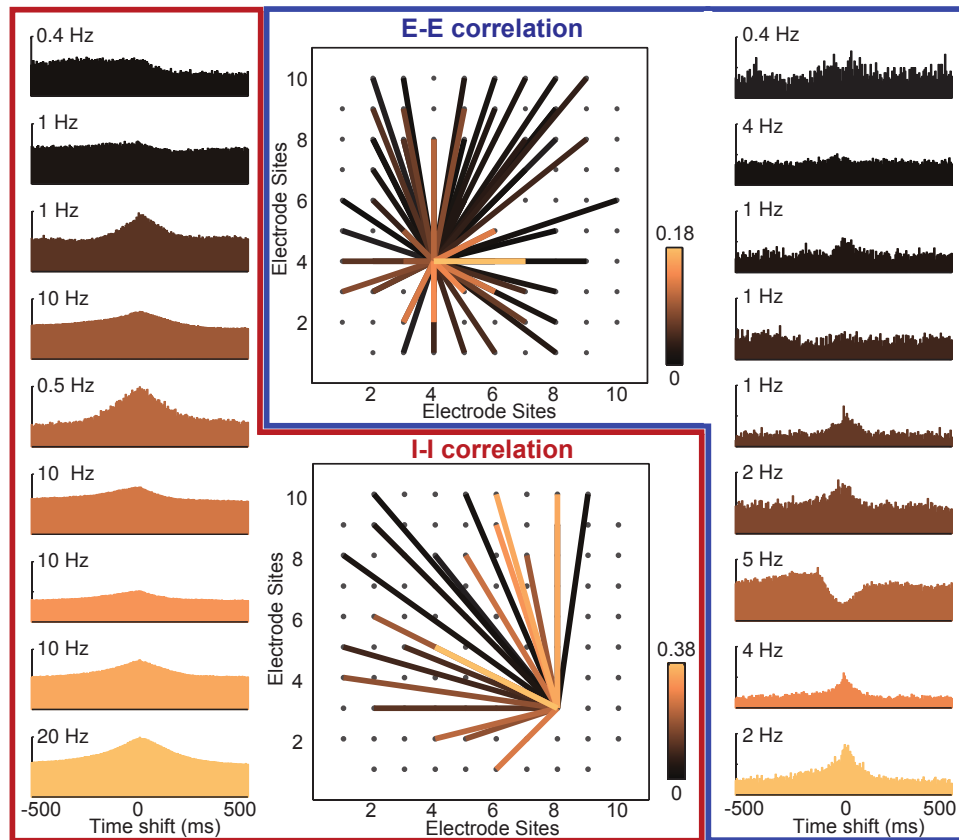 0.4 Hz
1 Hz
1 Hz
10 Hz
0.5 Hz
10 Hz
10 Hz
10 Hz
20 Hz
-500 0 500
Time shift (ms)
E-E correlation
10
8
6
4
2
Electrode Sites
2 4 6 8 10
Electrode Sites
0.18
0
I-I correlation
10
8
6
4
2
Electrode Sites
2 4 6 8 10
Electrode Sites
0.38
0
0.4 Hz
4 Hz
1 Hz
1 Hz
1 Hz
2 Hz
5 Hz
4 Hz
2 Hz
-500 0 500
Time shift (ms)